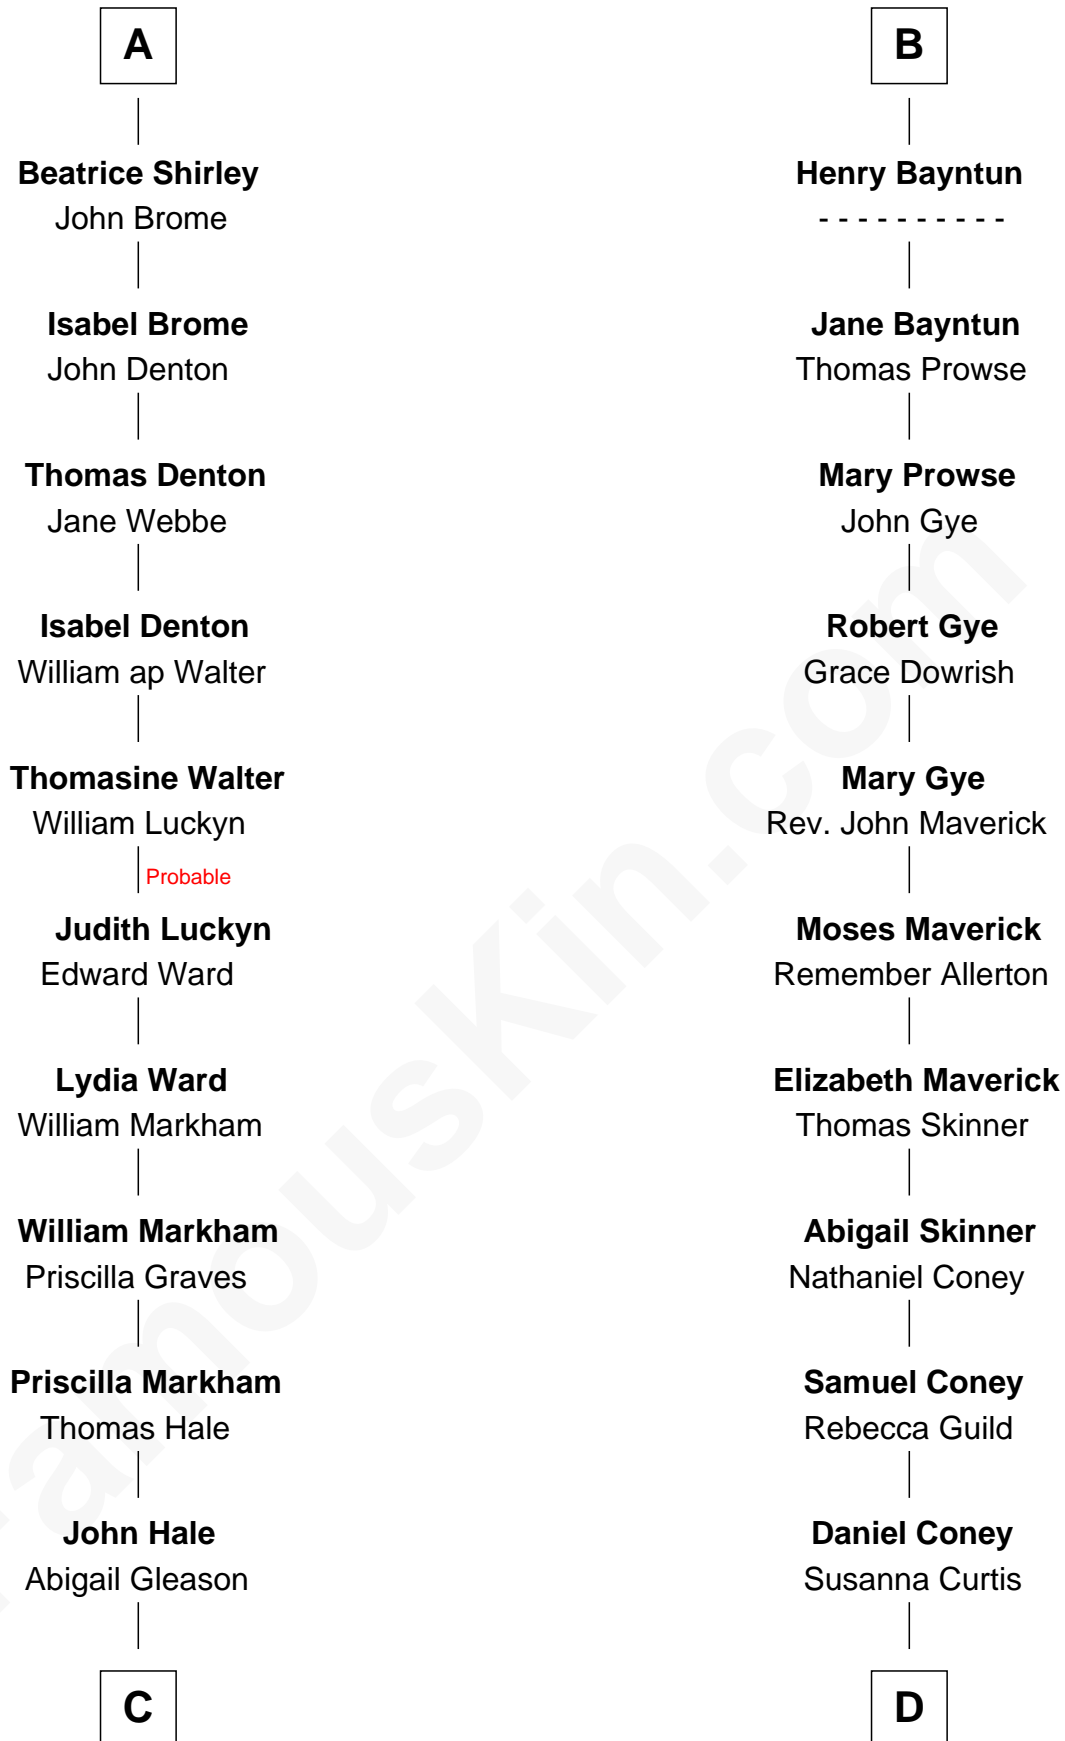 A
Beatrice Shirley
John Brome
Isabel Brome
John Denton
Thomas Denton
Jane Webbe
Isabel Denton
William ap Walter
Thomasine Walter
William Luckyn
Probable
Judith Luckyn
Edward Ward
Lydia Ward
William Markham
William Markham
Priscilla Graves
Priscilla Markham
Thomas Hale
John Hale
Abigail Gleason
C
B
Henry Bayntun
- - - - - - - - - -
Jane Bayntun
Thomas Prowse
Mary Prowse
John Gye
Robert Gye
Grace Dowrish
Mary Gye
Rev. John Maverick
Moses Maverick
Remember Allerton
Elizabeth Maverick
Thomas Skinner
Abigail Skinner
Nathaniel Coney
Samuel Coney
Rebecca Guild
Daniel Coney
Susanna Curtis
D
FamousKin.com